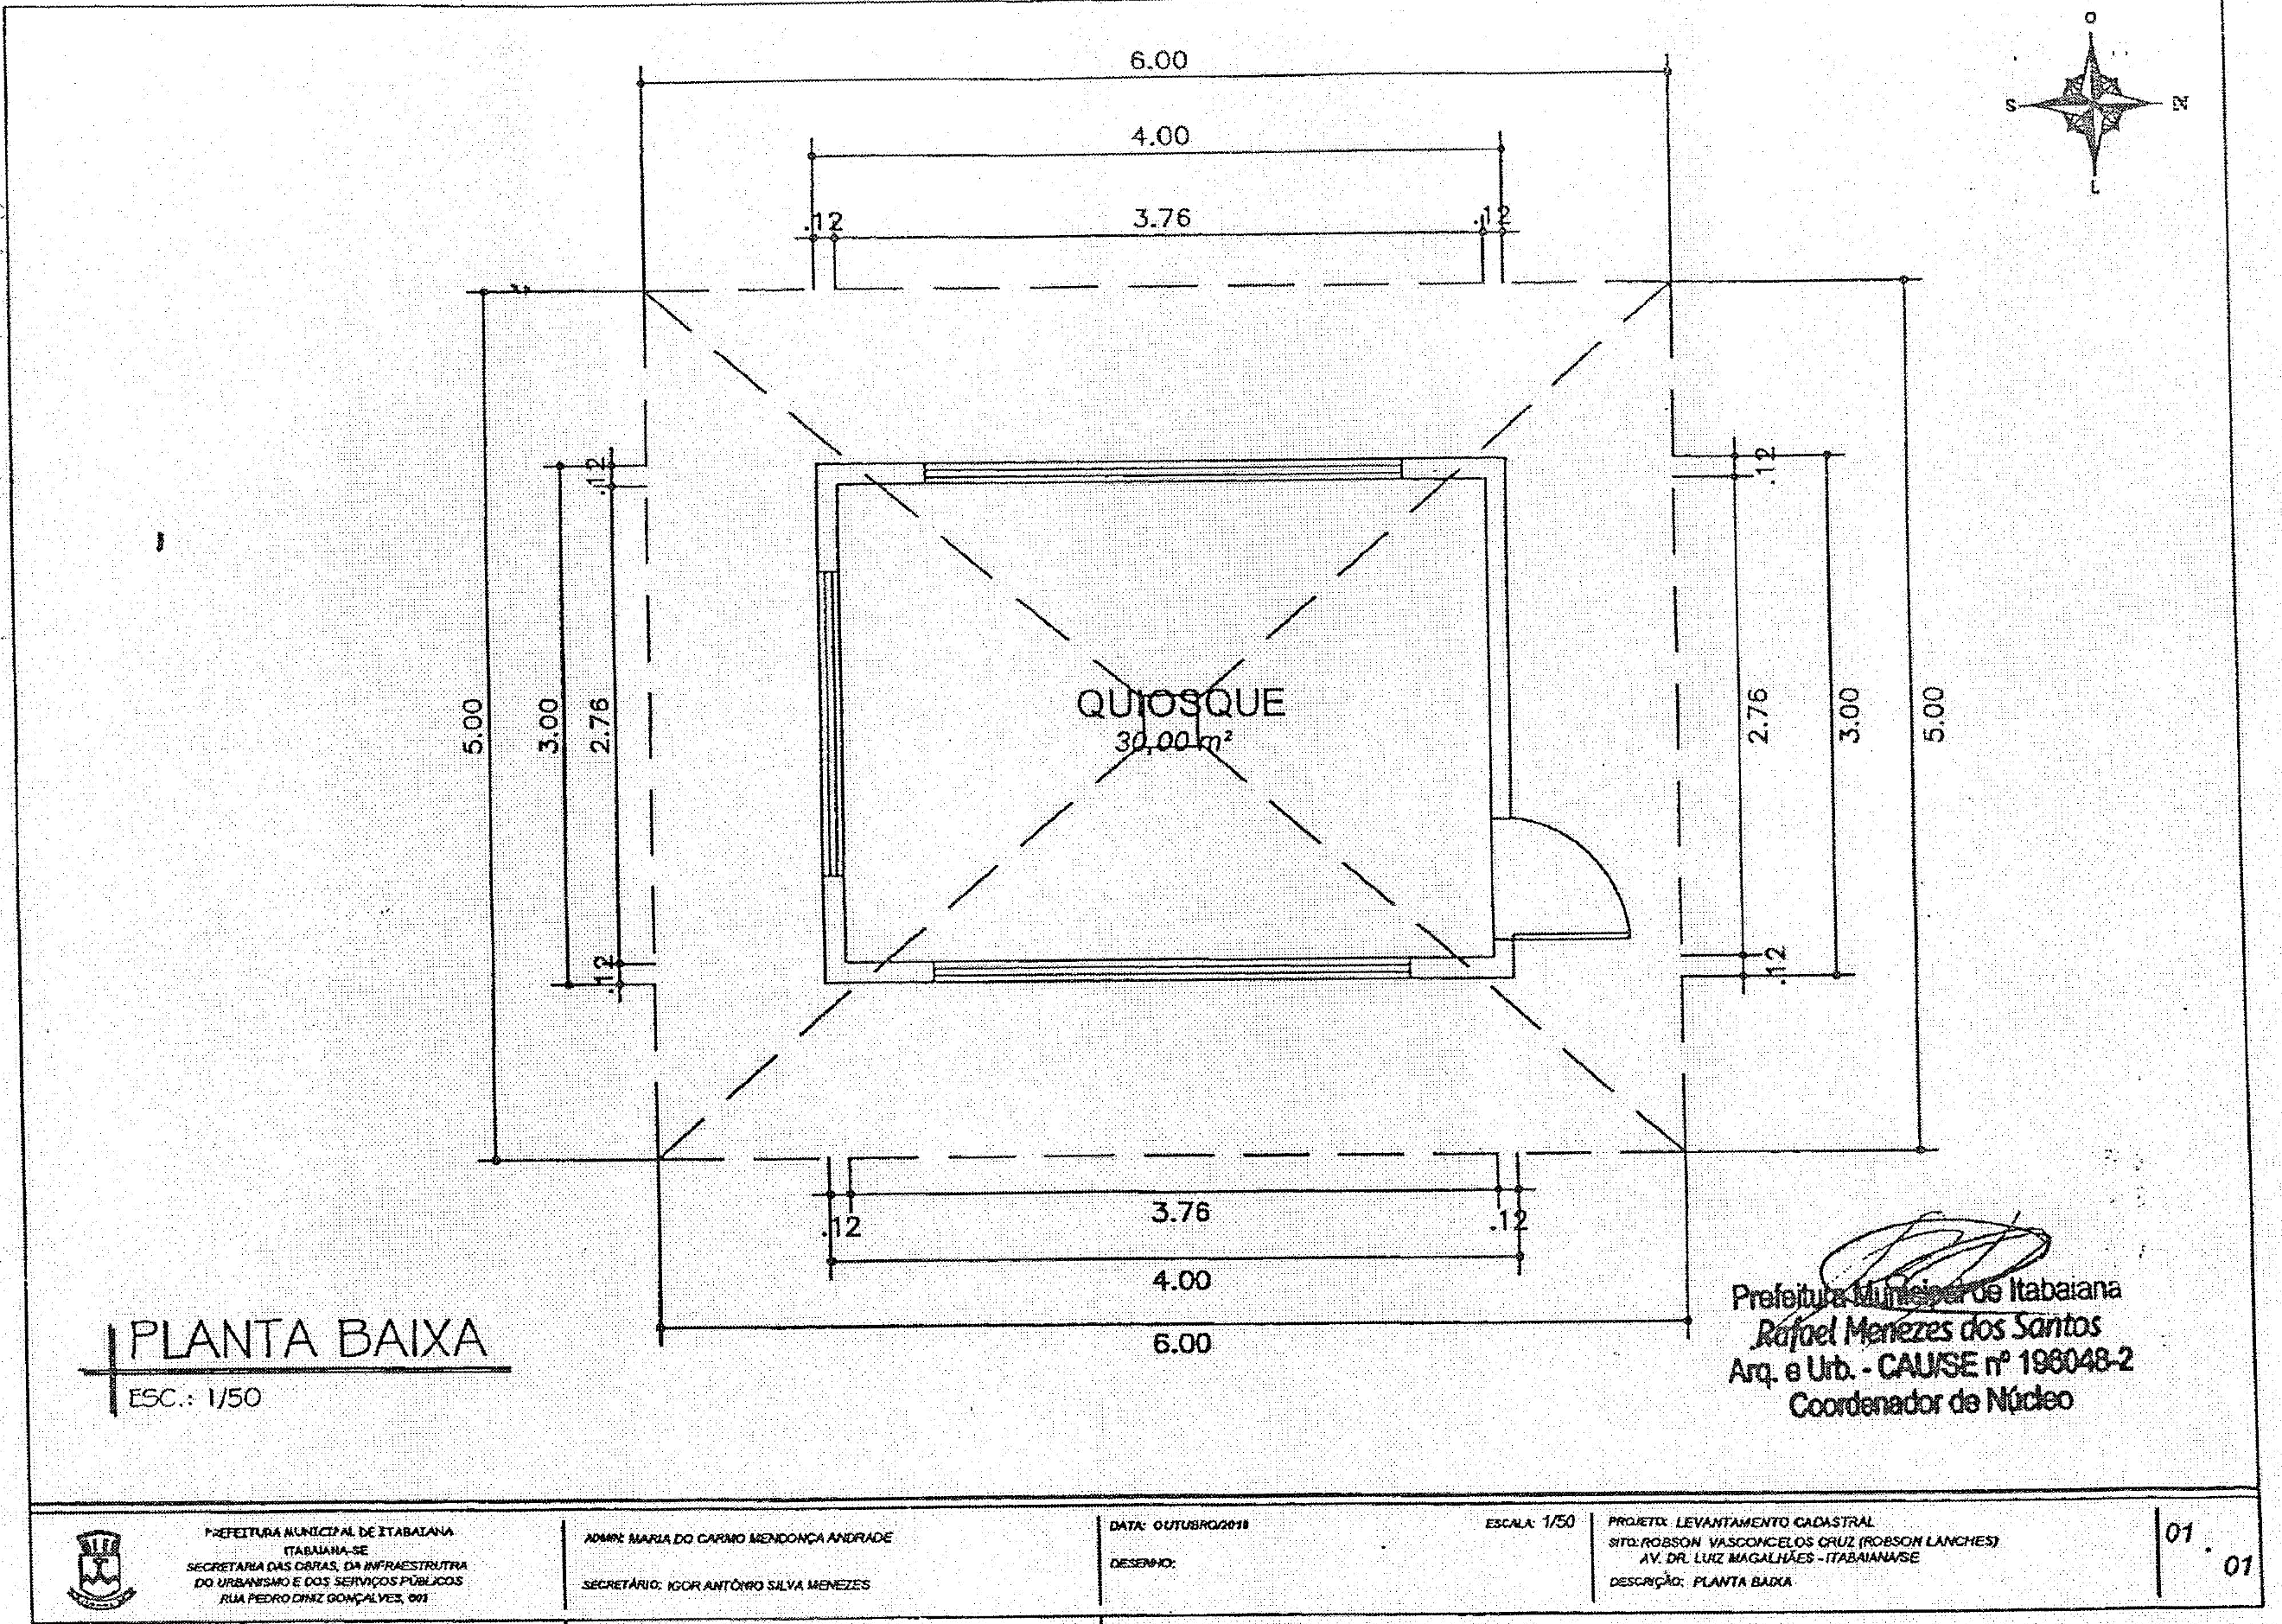 O
S
N
L
6.00
4.00
.12
3.76
.12
.12
.12
5.00
3.00
2.76
QUIOSQUE
30,00 m²
2.76
3.00
5.00
.12
.12
3.76
.12
.12
4.00
6.00
PLANTA BAIXA
ESC.: 1/50
Prefeitura Municipal de Itabaiana
Rafael Menezes dos Santos
Arq. e Urb. - CAU/SE nº 198048-2
Coordenador de Núcleo
PREFEITURA MUNICIPAL DE ITABAIANA
ITABAIANA-SE
SECRETARIA DAS OBRAS, DA INFRAESTRUTRA
DO URBANISMO E DOS SERVIÇOS PÚBLICOS
RUA PEDRO DINIZ GONÇALVES, 001
ADMIN: MARIA DO CARMO MENDONÇA ANDRADE
SECRETÁRIO: IGOR ANTÔNIO SILVA MENEZES
DATA: OUTUBRO/2018
DESENHO:
ESCALA: 1/50
PROJETO: LEVANTAMENTO CADASTRAL
SITO: ROBSON VASCONCELOS CRUZ (ROBSON LANCHES)
AV. DR. LUIZ MAGALHÃES - ITABAIANA/SE
DESCRIÇÃO: PLANTA BAIXA
01
01